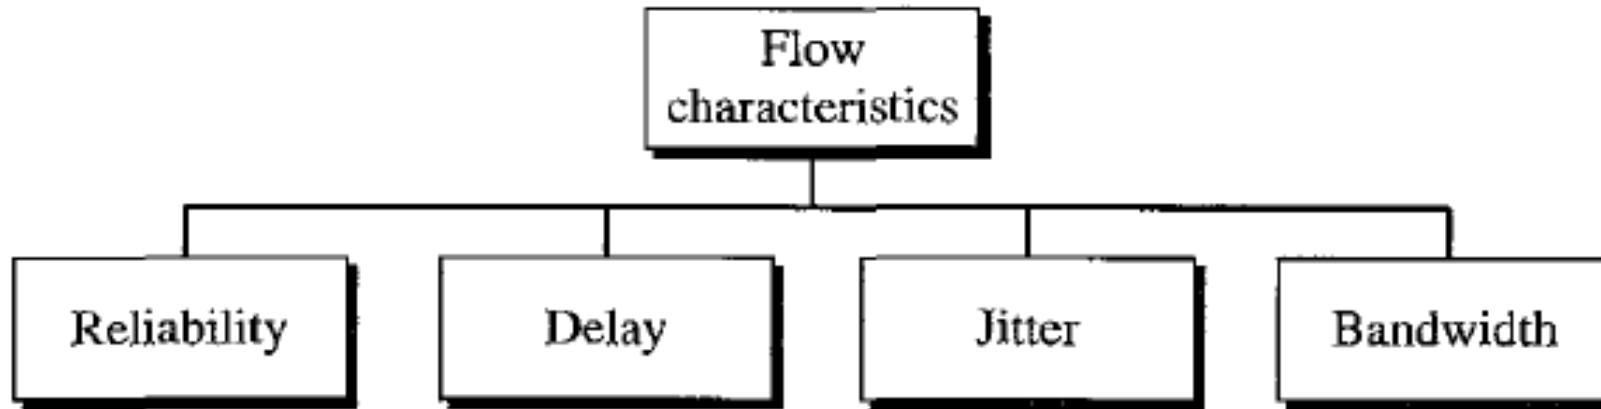 Flow
characteristics
Reliability
Delay
Jitter
Bandwidth